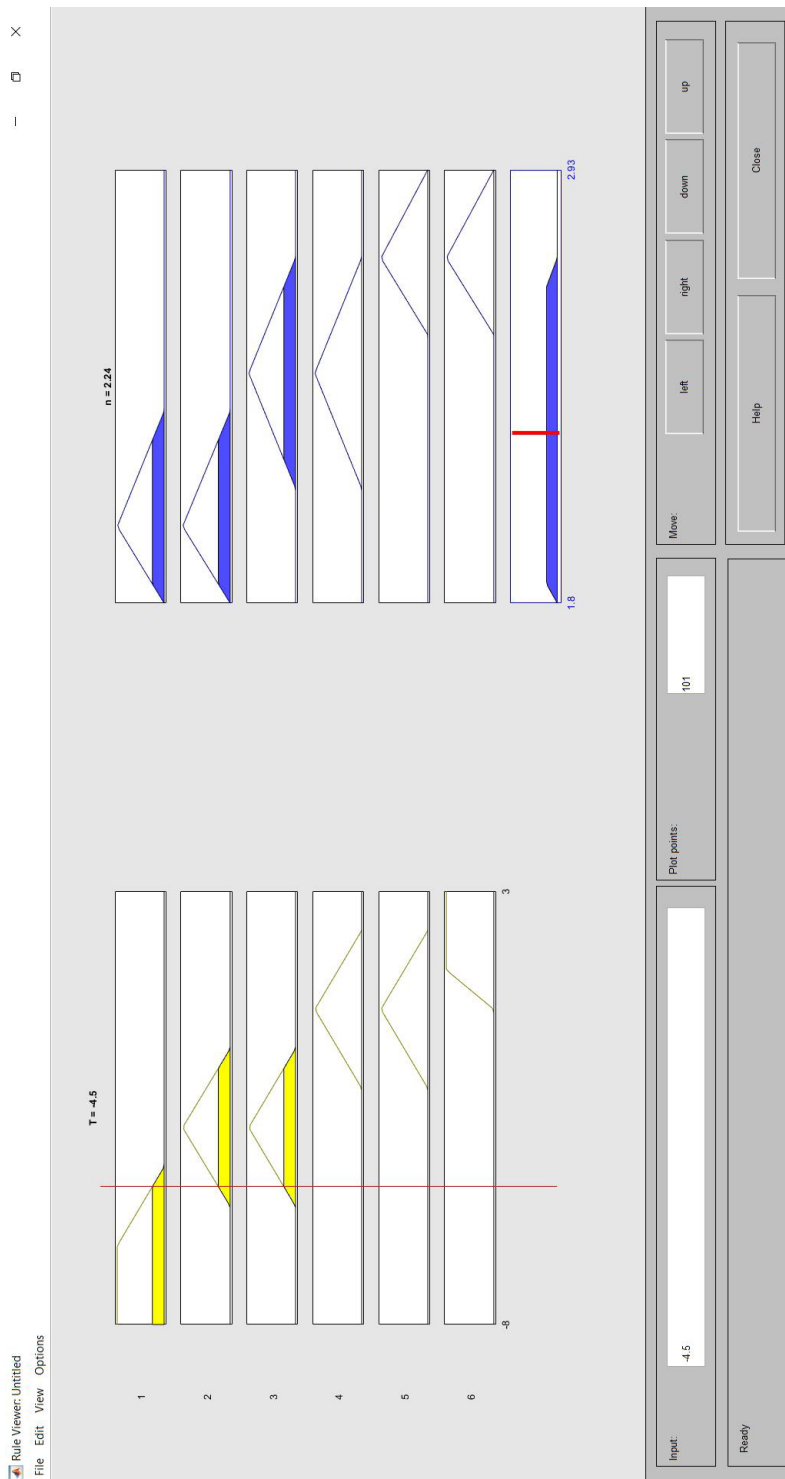 Rule Viewer: Untitled
File Edit View Options
T = -4.5
n = 2.24
1
2
3
4
5
6
-8
3
1.8
2.93
Input:
-4.5
Plot points:
101
Move:
left
right
down
up
Ready
Help
Close